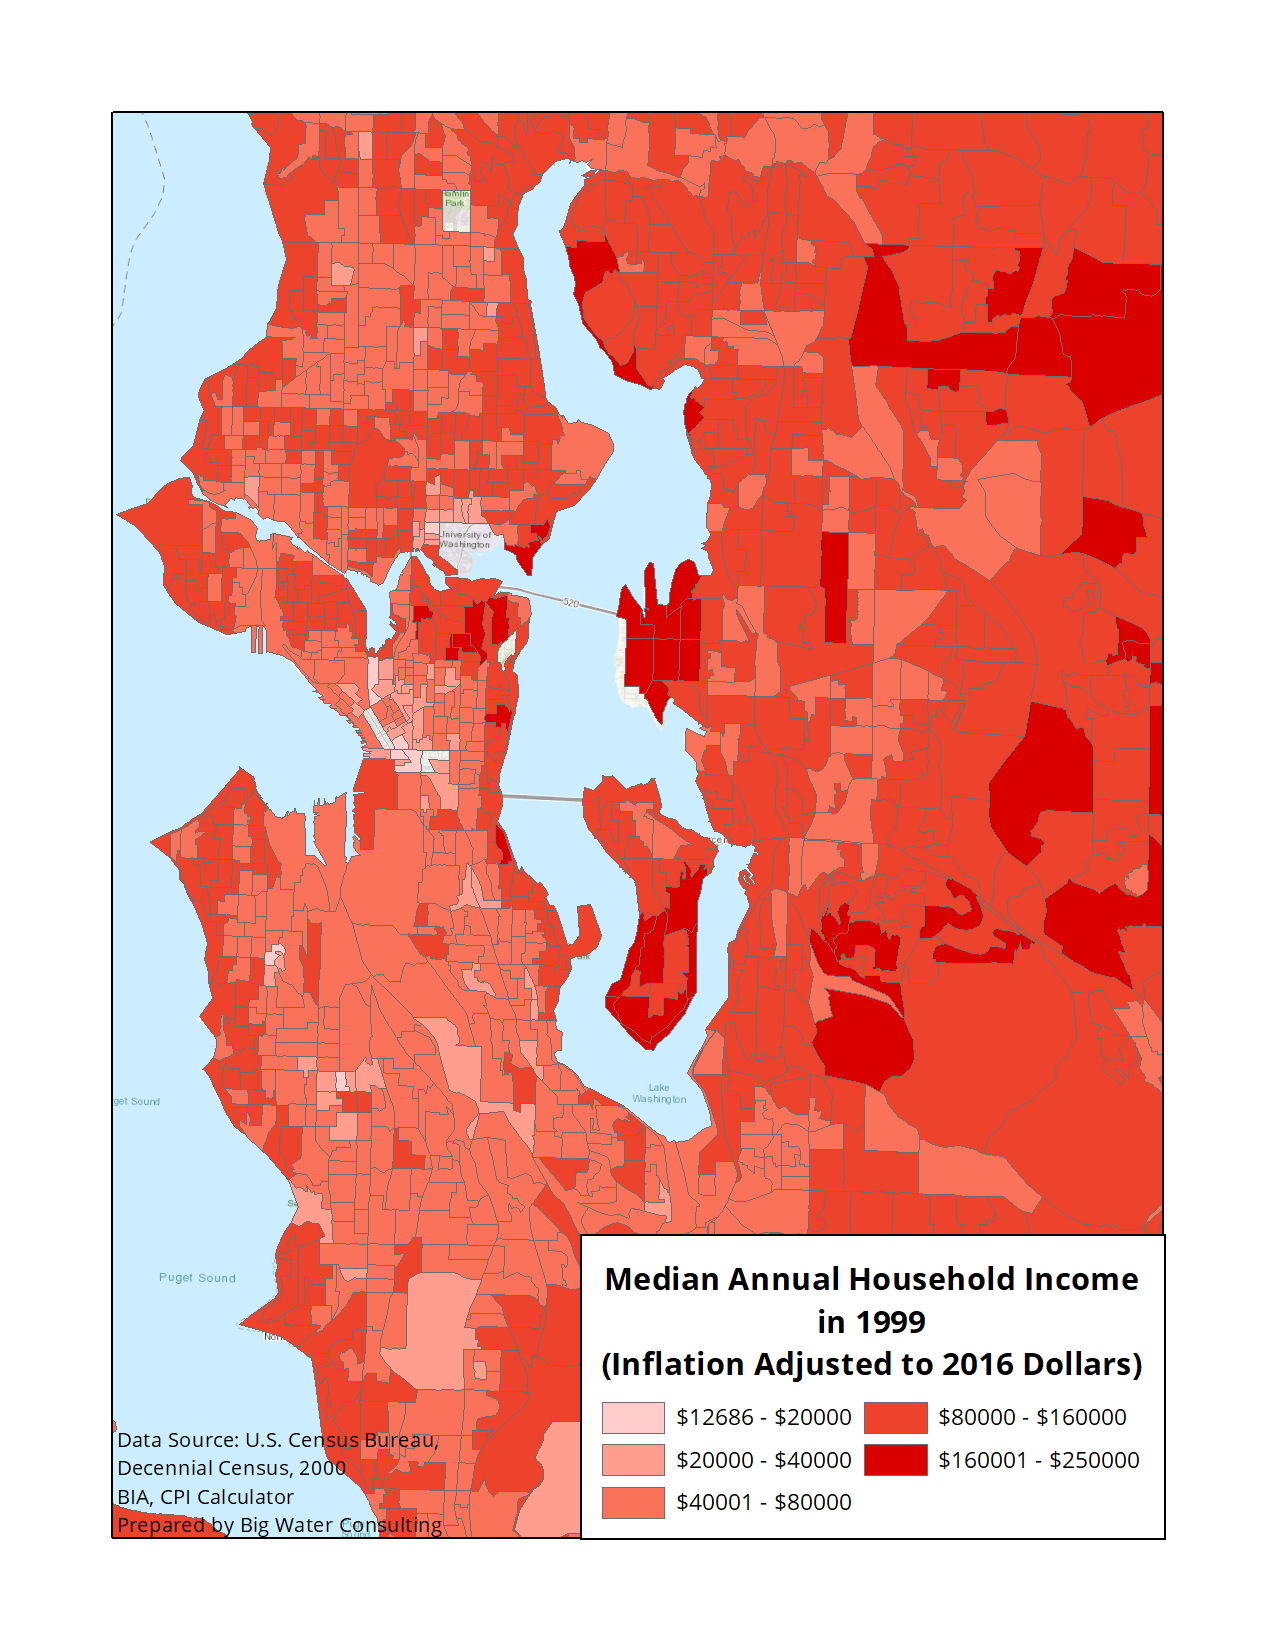 Hamlin
Park
University of
Washington
520
Lake
Washington
get Sound
Puget Sound
Median Annual Household Income
in 1999
(Inflation Adjusted to 2016 Dollars)
$12686 - $20000
$80000 - $160000
$20000 - $40000
$160001 - $250000
$40001 - $80000
Data Source: U.S. Census Bureau,
Decennial Census, 2000
BIA, CPI Calculator
Prepared by Big Water Consulting